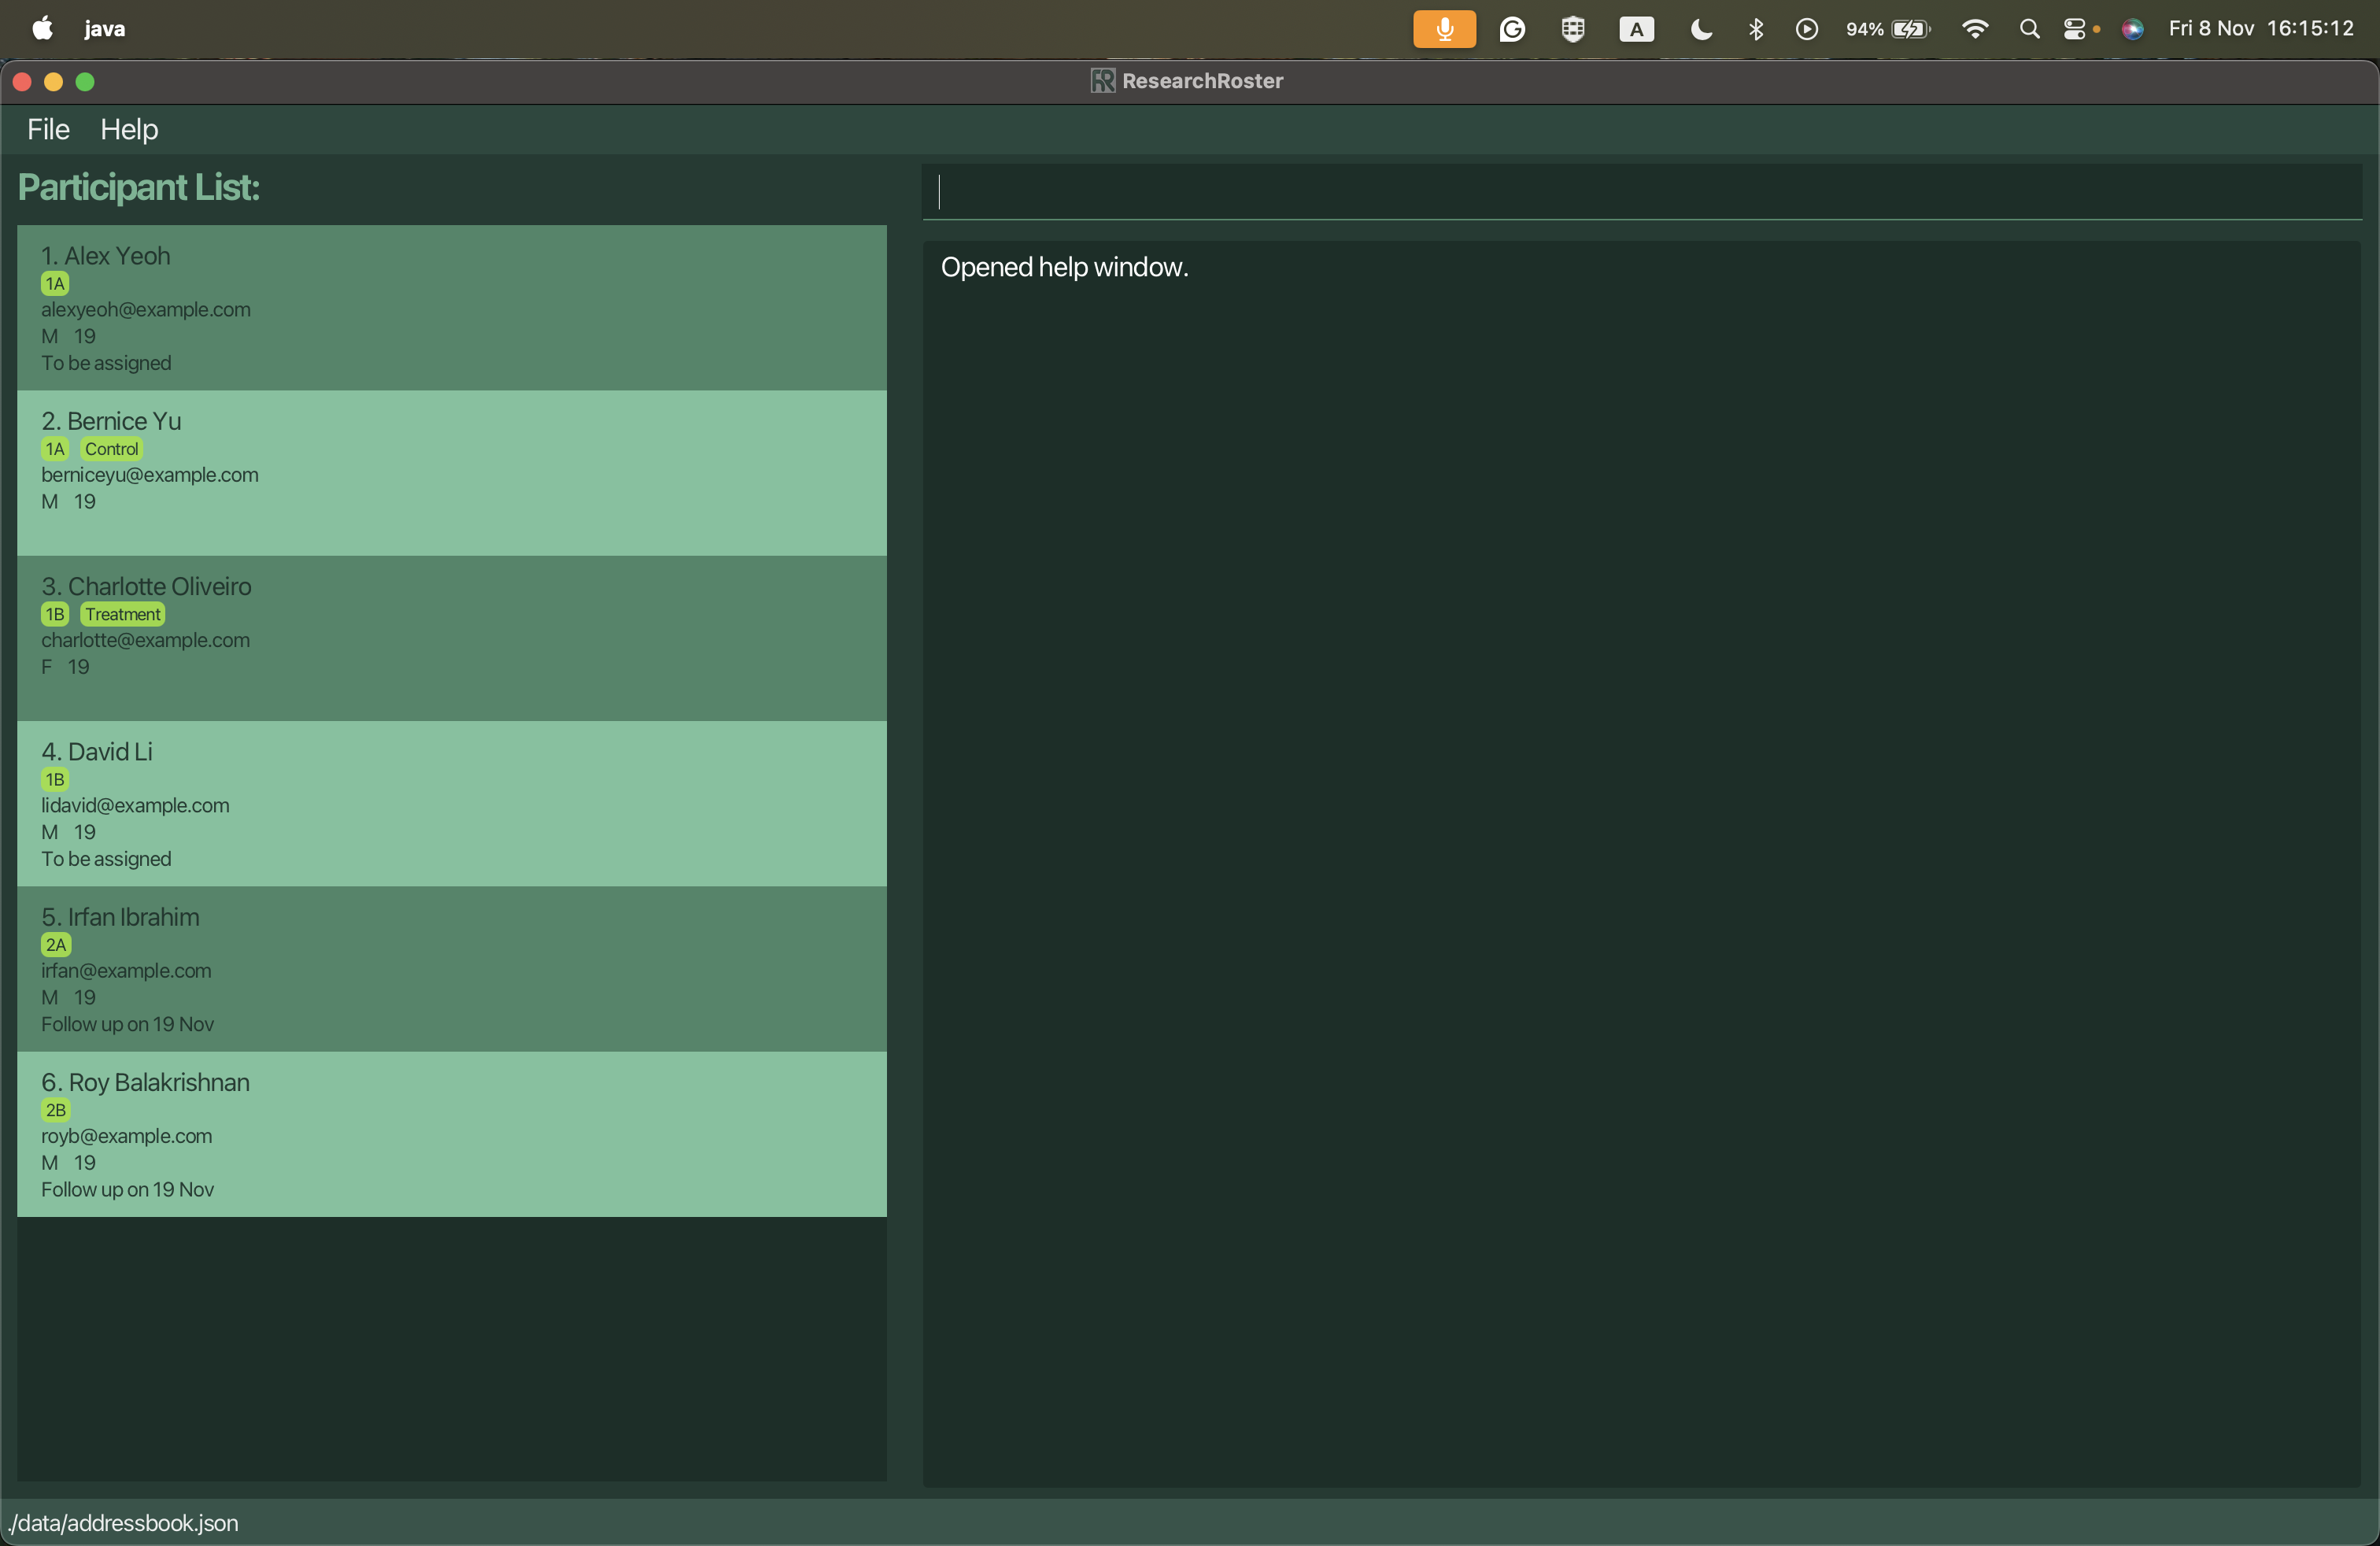 java A 94% Fri 8 Nov 16:15:12
ResearchRoster
File Help
Participant List:
1. Alex Yeoh
1A
alexyeoh@example.com
M 19
To be assigned
2. Bernice Yu
1A Control
berniceyu@example.com
M 19
3. Charlotte Oliveiro
1B Treatment
charlotte@example.com
F 19
4. David Li
1B
lidavid@example.com
M 19
To be assigned
5. Irfan Ibrahim
2A
irfan@example.com
M 19
Follow up on 19 Nov
6. Roy Balakrishnan
2B
royb@example.com
M 19
Follow up on 19 Nov
Opened help window.
./data/addressbook.json